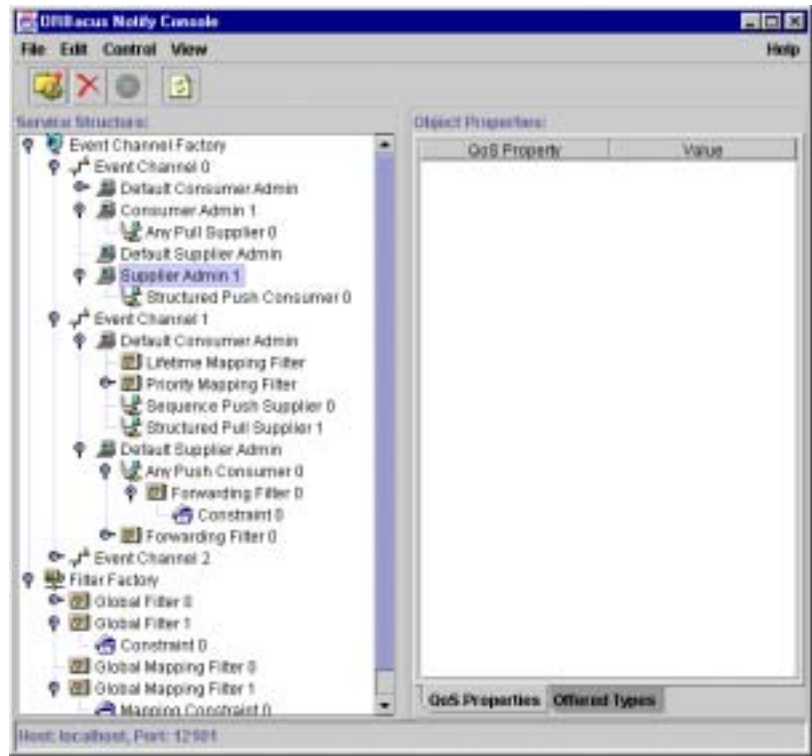 ORBacus Notify Console
File Edit Control View Help
Service Structure:
Event Channel Factory
Event Channel 0
Default Consumer Admin
Consumer Admin 1
Any Pull Supplier 0
Default Supplier Admin
Supplier Admin 1
Structured Push Consumer 0
Event Channel 1
Default Consumer Admin
Lifetime Mapping Filter
Priority Mapping Filter
Sequence Push Supplier 0
Structured Pull Supplier 1
Default Supplier Admin
Any Push Consumer 0
Forwarding Filter 0
Constraint 0
Forwarding Filter 0
Event Channel 2
Filter Factory
Global Filter 0
Global Filter 1
Constraint 0
Global Mapping Filter 0
Global Mapping Filter 1
Mapping Constraint 0
Object Properties:
QoS Property Value
QoS Properties Offered Types
Host: localhost, Port: 12101